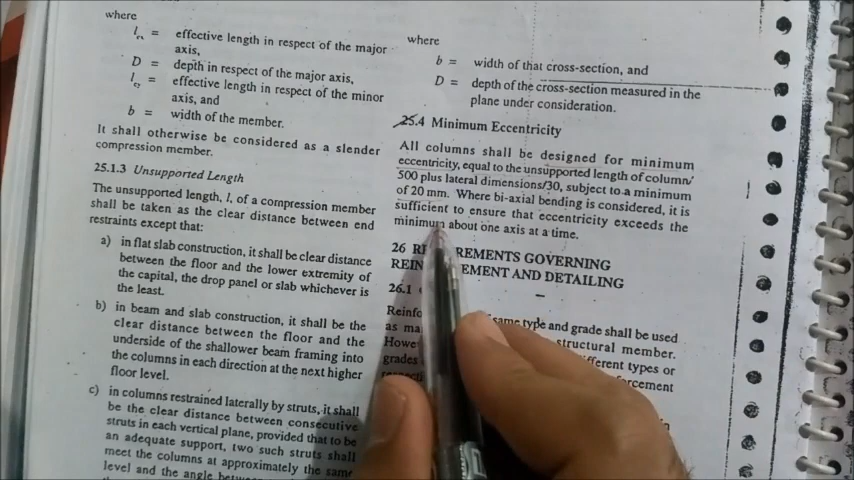 where
l = effective length in respect of the major
axis,
D = depth in respect of the major axis,
l = effective length in respect of the minor
axis, and
b = width of the member.
It shall otherwise be considered as a slender
compression member.
25.1.3 Unsupported Length
The unsupported length, l, of a compression member
shall be taken as the clear distance between end
restraints except that:
a) in flat slab construction, it shall be clear distance
between the floor and the lower extremity of
the capital, the drop panel or slab whichever is
the least.
b) in beam and slab construction, it shall be the
clear distance between the floor and the
underside of the shallower beam framing into
the columns in each direction at the next higher
floor level.
c) in columns restrained laterally by struts, it shall
be the clear distance between consecutive
struts in each vertical plane, provided that to be
an adequate support, two such struts shall
meet the columns at approximately the same
level and the angle between
where
b = width of that cross-section, and
D = depth of the cross-section measured in the
plane under consideration.
25.4 Minimum Eccentricity
All columns shall be designed for minimum
eccentricity, equal to the unsupported length of column/
500 plus lateral dimensions/30, subject to a minimum
of 20 mm. Where bi-axial bending is considered, it is
sufficient to ensure that eccentricity exceeds the
minimum about one axis at a time.
26 REMENTS GOVERNING
REIN EMENT AND DETAILING
26.1
Reinfo same type and grade shall be used
as ma structural member.
Howe fferent types or
grades rcement